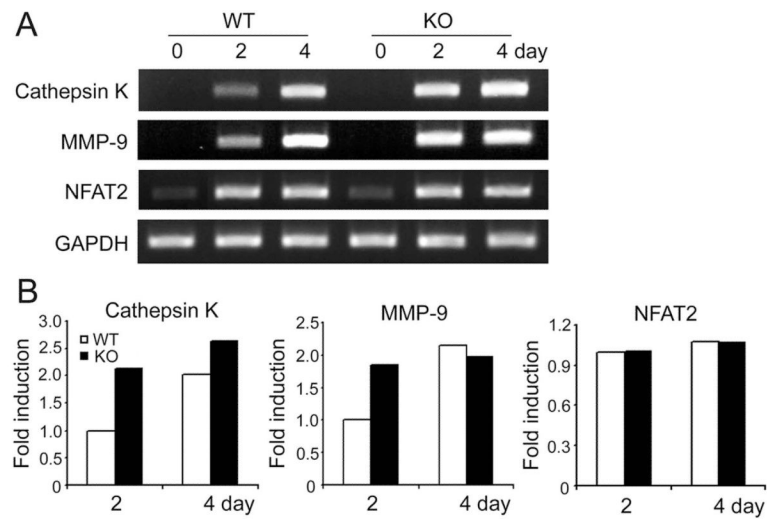 A
WT KO
0 2 4 0 2 4 day
Cathepsin K
MMP-9
NFAT2
GAPDH
B
Cathepsin K
3.0
2.5
2.0
1.5
1.0
0.5
0.0
Fold induction
WT
KO
2 4 day
MMP-9
2.5
2.0
1.5
1.0
0.5
0
Fold induction
2 4 day
NFAT2
1.2
0.9
0.6
0.3
0
Fold induction
2 4 day